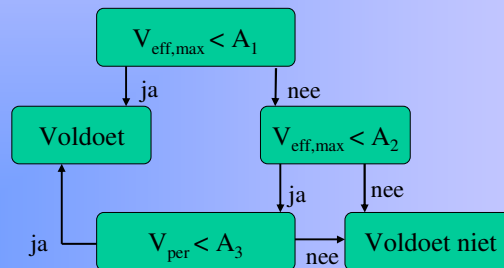 V_eff,max < A_1
ja
nee
Voldoet
V_eff,max < A_2
ja
nee
ja
V_per < A_3
nee
Voldoet niet